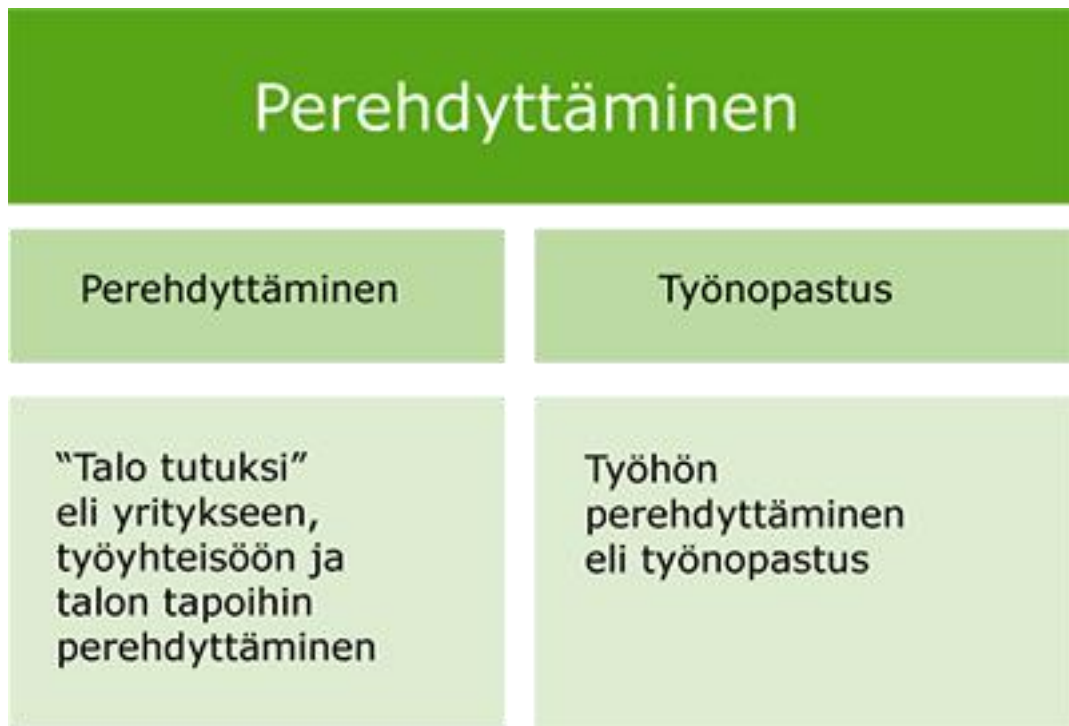 Perehdyttäminen
Perehdyttäminen
Työnopastus
“Talo tutuksi”
eli yritykseen,
työyhteisöön ja
talon tapoihin
perehdyttäminen
Työhön
perehdyttäminen
eli työnopastus